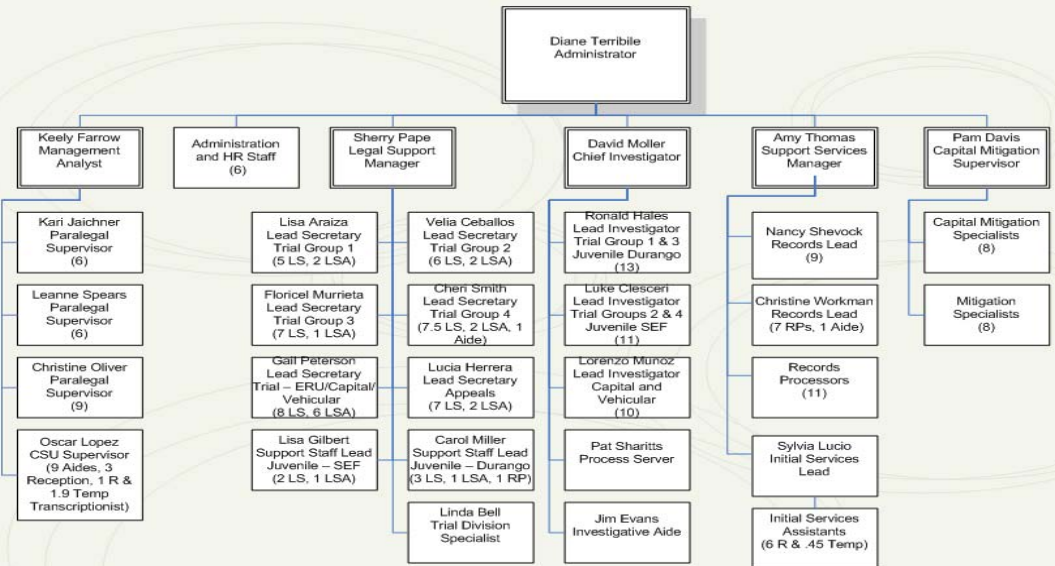 Diane Terribile
Administrator
Keely Farrow
Management
Analyst
Administration
and HR Staff
(6)
Sherry Pape
Legal Support
Manager
David Moller
Chief Investigator
Amy Thomas
Support Services
Manager
Pam Davis
Capital Mitigation
Supervisor
Kari Jaichner
Paralegal
Supervisor
(6)
Leanne Spears
Paralegal
Supervisor
(6)
Christine Oliver
Paralegal
Supervisor
(9)
Oscar Lopez
CSU Supervisor
(9 Aides, 3
Reception, 1 R &
1.9 Temp
Transcriptionist)
Lisa Araiza
Lead Secretary
Trial Group 1
(5 LS, 2 LSA)
Velia Ceballos
Lead Secretary
Trial Group 2
(6 LS, 2 LSA)
Floricel Murrieta
Lead Secretary
Trial Group 3
(7 LS, 1 LSA)
Cheri Smith
Lead Secretary
Trial Group 4
(7.5 LS, 2 LSA, 1
Aide)
Gail Peterson
Lead Secretary
Trial – ERU/Capital/
Vehicular
(8 LS, 6 LSA)
Lucia Herrera
Lead Secretary
Appeals
(7 LS, 2 LSA)
Lisa Gilbert
Support Staff Lead
Juvenile – SEF
(2 LS, 1 LSA)
Carol Miller
Support Staff Lead
Juvenile – Durango
(3 LS, 1 LSA, 1 RP)
Linda Bell
Trial Division
Specialist
Ronald Hales
Lead Investigator
Trial Group 1 & 3
Juvenile Durango
(13)
Luke Clesceri
Lead Investigator
Trial Groups 2 & 4
Juvenile SEF
(11)
Lorenzo Munoz
Lead Investigator
Capital and
Vehicular
(10)
Pat Sharitts
Process Server
Jim Evans
Investigative Aide
Nancy Shevock
Records Lead
(9)
Christine Workman
Records Lead
(7 RPs, 1 Aide)
Records
Processors
(11)
Sylvia Lucio
Initial Services
Lead
Initial Services
Assistants
(6 R & .45 Temp)
Capital Mitigation
Specialists
(8)
Mitigation
Specialists
(8)